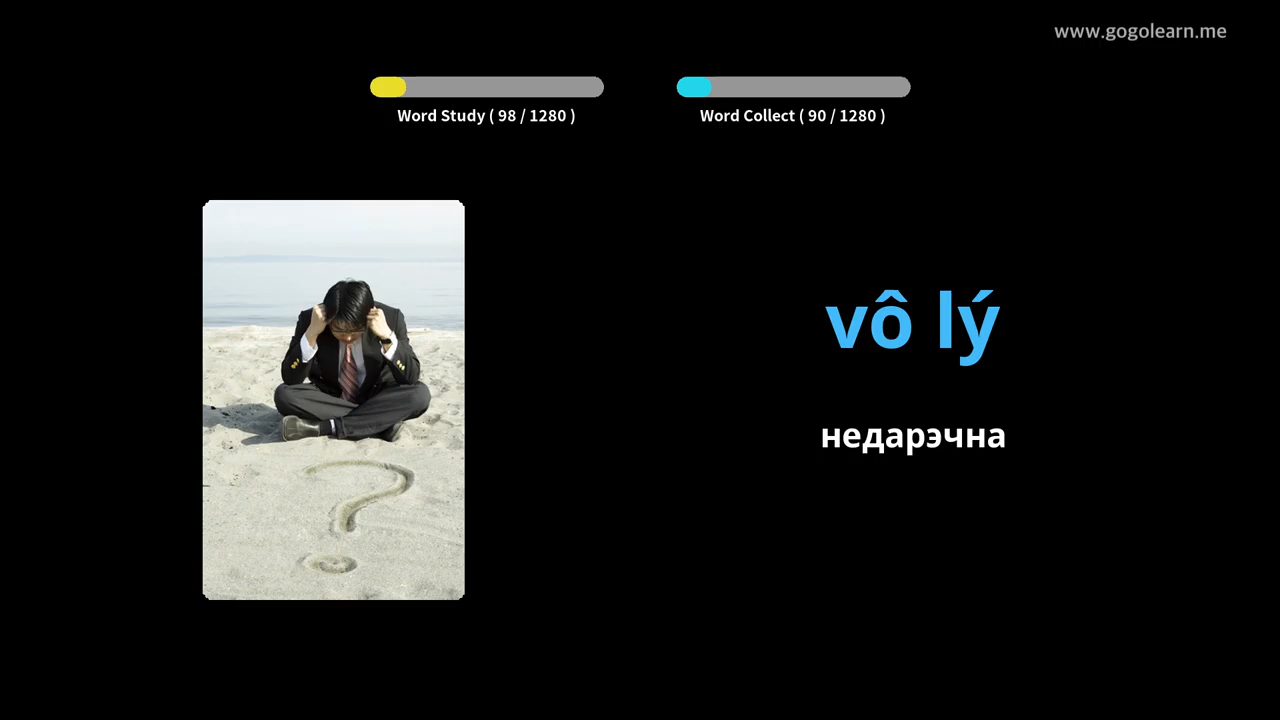 www.gogolearn.me
Word Study ( 98 / 1280 )
Word Collect ( 90 / 1280 )
vô lý
недарэчна
?